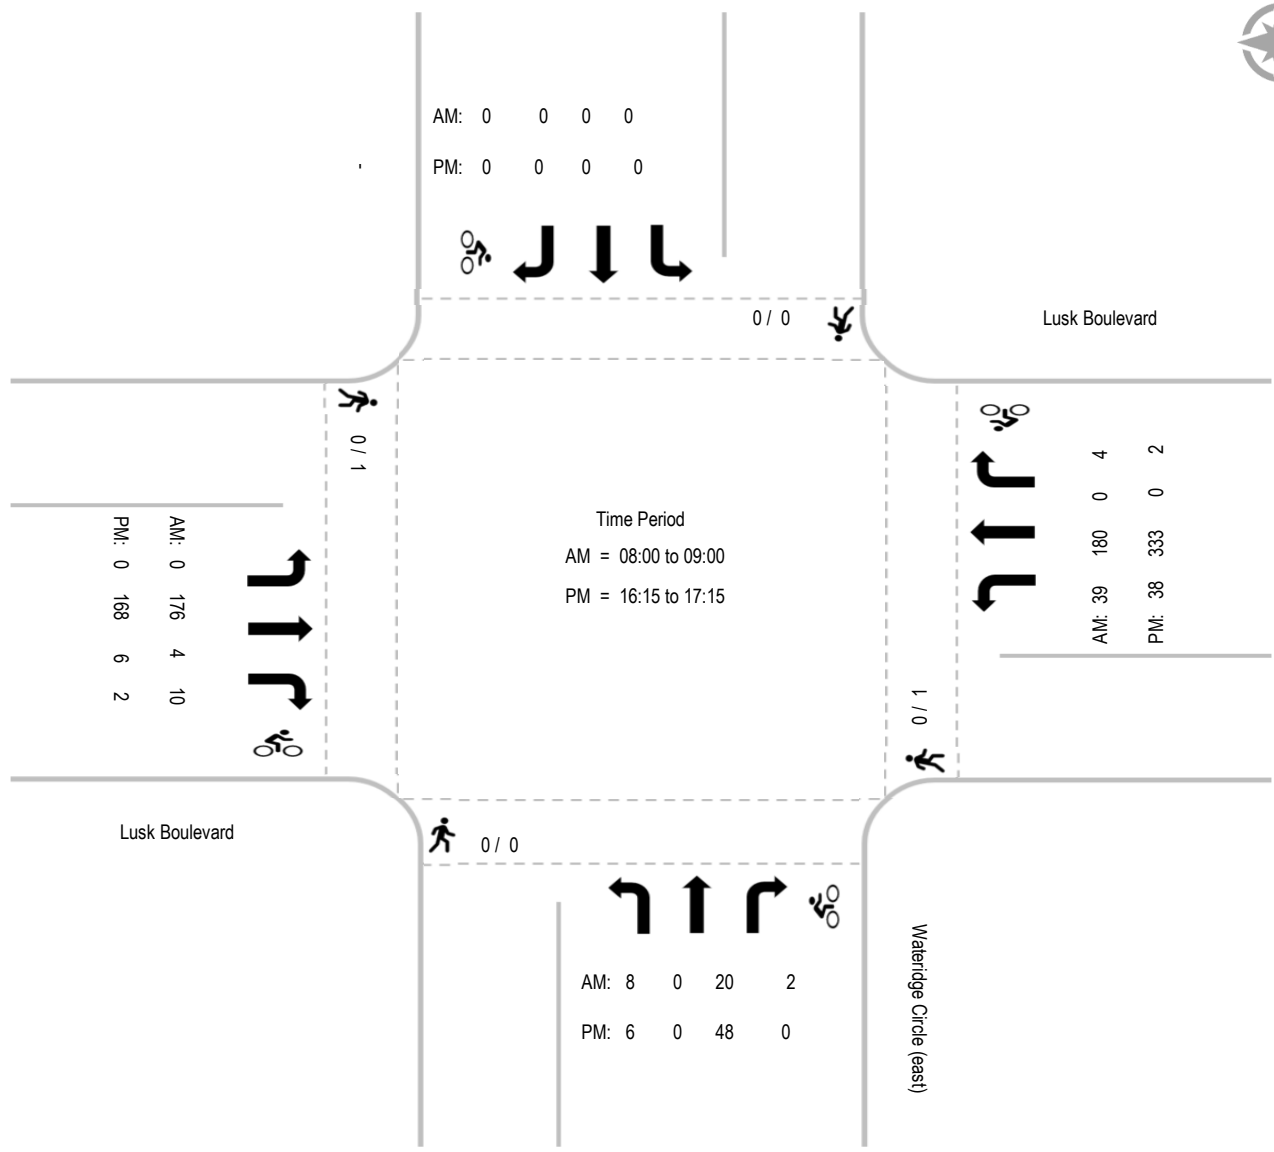 AM: 0 0 0 0
PM: 0 0 0 0
0 / 0
Lusk Boulevard
0 / 1
AM: 0 176 4 10
PM: 0 168 6 2
Time Period
AM = 08:00 to 09:00
PM = 16:15 to 17:15
AM: 39 180 0 4
PM: 38 333 0 2
0 / 1
Lusk Boulevard
0 / 0
AM: 8 0 20 2
PM: 6 0 48 0
Wateridge Circle (east)